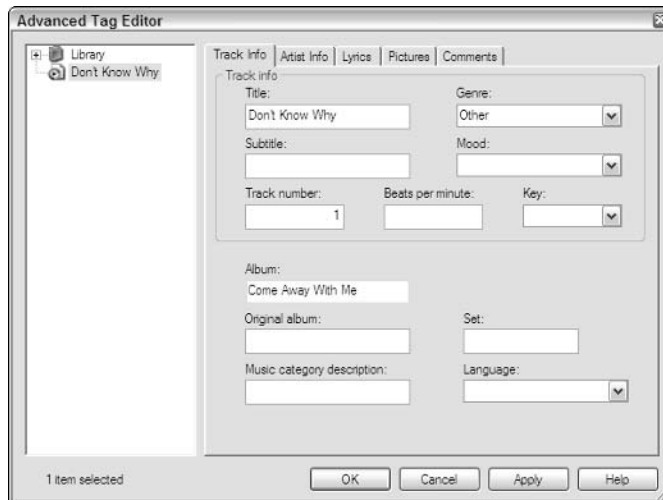 Advanced Tag Editor
Library
Don't Know Why
Track Info Artist Info Lyrics Pictures Comments
Track info
Title: Genre:
Don't Know Why Other
Subtitle: Mood:
Track number: Beats per minute: Key:
1
Album:
Come Away With Me
Original album: Set:
Music category description: Language:
1 item selected OK Cancel Apply Help